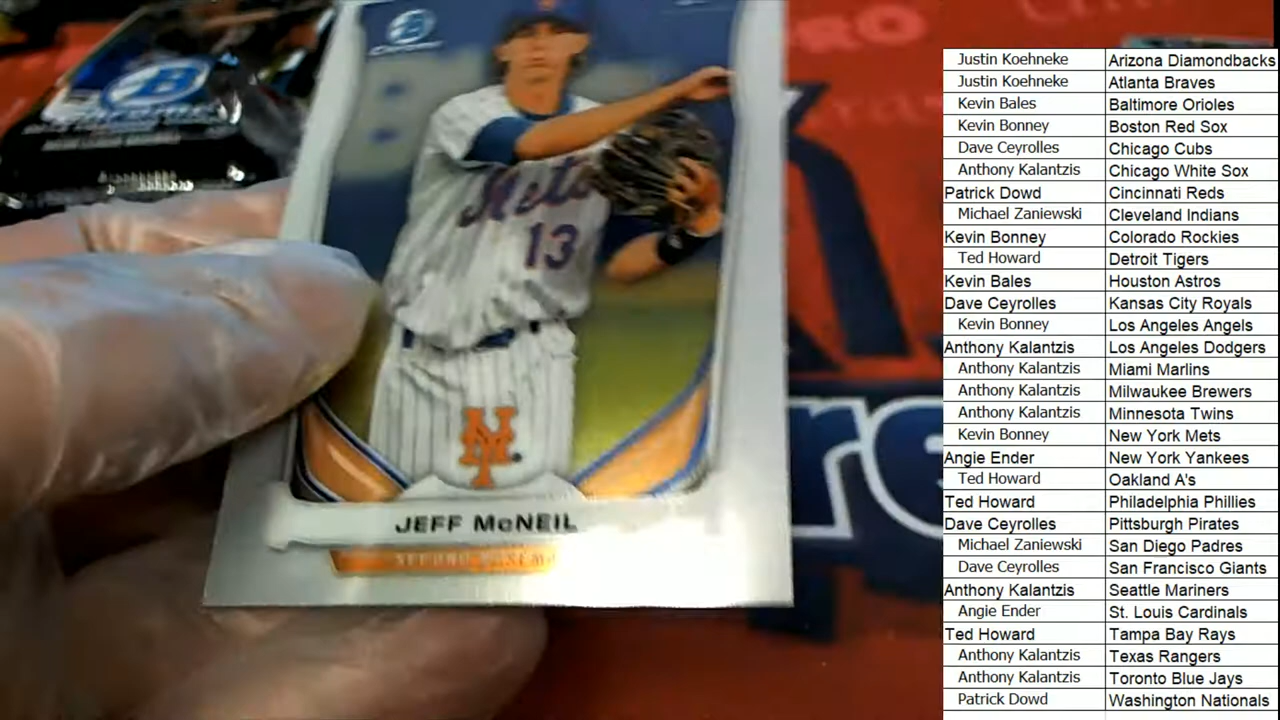 PRO
B
CHROME
Mets
13
NY
JEFF McNEIL
SECOND BASEMAN
re
Justin Koehneke Arizona Diamondbacks
Justin Koehneke Atlanta Braves
Kevin Bales Baltimore Orioles
Kevin Bonney Boston Red Sox
Dave Ceyrolles Chicago Cubs
Anthony Kalantzis Chicago White Sox
Patrick Dowd Cincinnati Reds
Michael Zaniewski Cleveland Indians
Kevin Bonney Colorado Rockies
Ted Howard Detroit Tigers
Kevin Bales Houston Astros
Dave Ceyrolles Kansas City Royals
Kevin Bonney Los Angeles Angels
Anthony Kalantzis Los Angeles Dodgers
Anthony Kalantzis Miami Marlins
Anthony Kalantzis Milwaukee Brewers
Anthony Kalantzis Minnesota Twins
Kevin Bonney New York Mets
Angie Ender New York Yankees
Ted Howard Oakland A's
Ted Howard Philadelphia Phillies
Dave Ceyrolles Pittsburgh Pirates
Michael Zaniewski San Diego Padres
Dave Ceyrolles San Francisco Giants
Anthony Kalantzis Seattle Mariners
Angie Ender St. Louis Cardinals
Ted Howard Tampa Bay Rays
Anthony Kalantzis Texas Rangers
Anthony Kalantzis Toronto Blue Jays
Patrick Dowd Washington Nationals